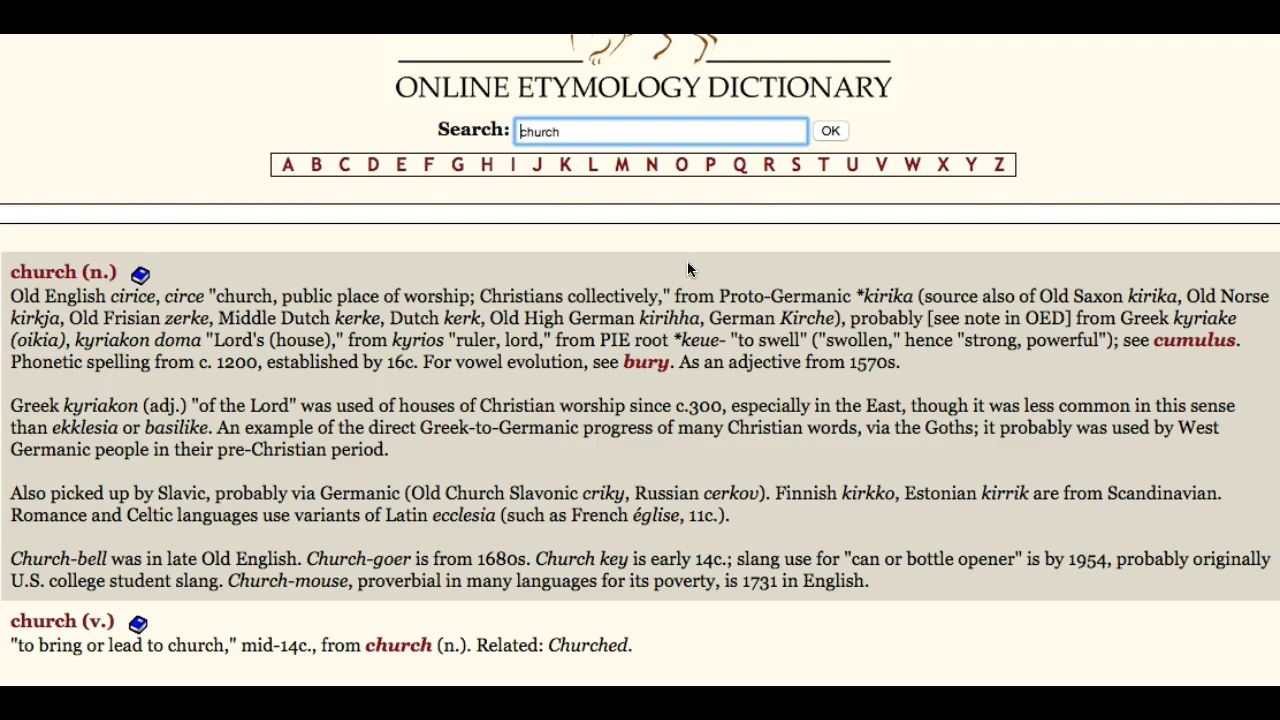 ONLINE ETYMOLOGY DICTIONARY
Search: church OK
A B C D E F G H I J K L M N O P Q R S T U V W X Y Z
church (n.)
Old English cirice, circe "church, public place of worship; Christians collectively," from Proto-Germanic *kirika (source also of Old Saxon kirika, Old Norse
kirkja, Old Frisian zerke, Middle Dutch kerke, Dutch kerk, Old High German kirihha, German Kirche), probably [see note in OED] from Greek kyriake
(oikia), kyriakon doma "Lord's (house)," from kyrios "ruler, lord," from PIE root *keue- "to swell" ("swollen," hence "strong, powerful"); see cumulus.
Phonetic spelling from c. 1200, established by 16c. For vowel evolution, see bury. As an adjective from 1570s.
Greek kyriakon (adj.) "of the Lord" was used of houses of Christian worship since c.300, especially in the East, though it was less common in this sense
than ekklesia or basilike. An example of the direct Greek-to-Germanic progress of many Christian words, via the Goths; it probably was used by West
Germanic people in their pre-Christian period.
Also picked up by Slavic, probably via Germanic (Old Church Slavonic criky, Russian cerkov). Finnish kirkko, Estonian kirrik are from Scandinavian.
Romance and Celtic languages use variants of Latin ecclesia (such as French église, 11c.).
Church-bell was in late Old English. Church-goer is from 1680s. Church key is early 14c.; slang use for "can or bottle opener" is by 1954, probably originally
U.S. college student slang. Church-mouse, proverbial in many languages for its poverty, is 1731 in English.
church (v.)
"to bring or lead to church," mid-14c., from church (n.). Related: Churched.